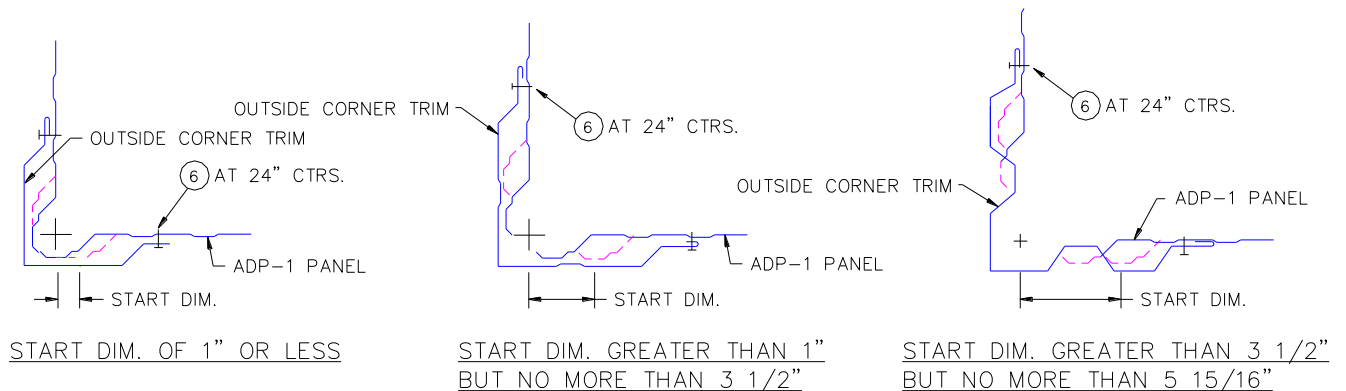 OUTSIDE CORNER TRIM
6 AT 24" CTRS.
ADP-1 PANEL
START DIM.
START DIM. OF 1" OR LESS
OUTSIDE CORNER TRIM
6 AT 24" CTRS.
ADP-1 PANEL
START DIM.
START DIM. GREATER THAN 1"
BUT NO MORE THAN 3 1/2"
6 AT 24" CTRS.
OUTSIDE CORNER TRIM
ADP-1 PANEL
START DIM.
START DIM. GREATER THAN 3 1/2"
BUT NO MORE THAN 5 15/16"